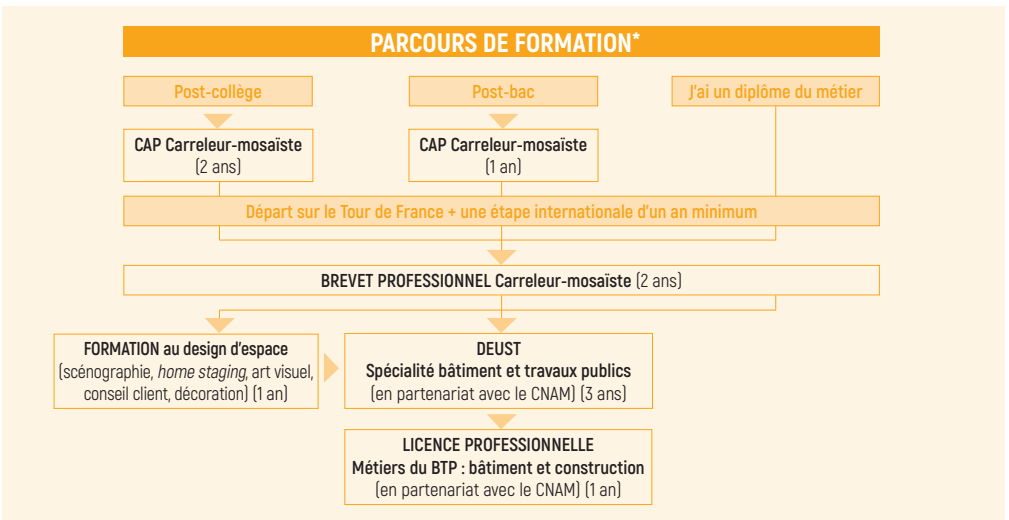 PARCOURS DE FORMATION*
Post-collège
Post-bac
J'ai un diplôme du métier
CAP Carreleur-mosaïste
(2 ans)
CAP Carreleur-mosaïste
(1 an)
Départ sur le Tour de France + une étape internationale d'un an minimum
BREVET PROFESSIONNEL Carreleur-mosaïste (2 ans)
FORMATION au design d'espace
(scénographie, home staging, art visuel,
conseil client, décoration) (1 an)
DEUST
Spécialité bâtiment et travaux publics
(en partenariat avec le CNAM) (3 ans)
LICENCE PROFESSIONNELLE
Métiers du BTP : bâtiment et construction
(en partenariat avec le CNAM) (1 an)